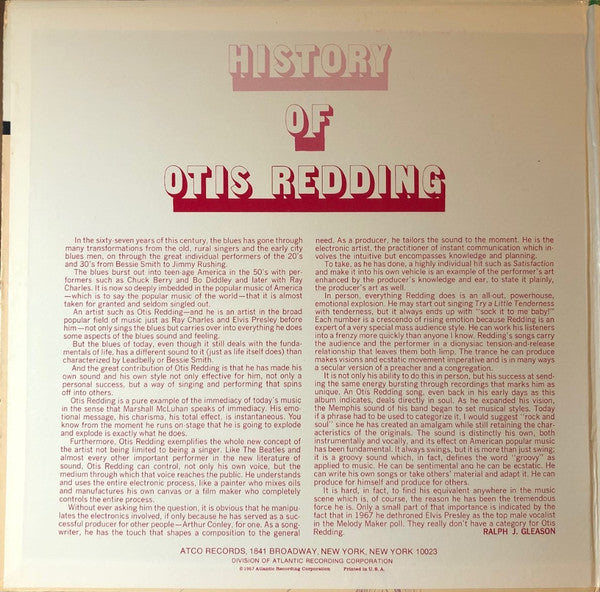 HISTORY
OF
OTIS REDDING
In the sixty-seven years of this century, the blues has gone through
many transformations from the old, rural singers and the early city
blues men, on through the great individual performers of the 20's
and 30's from Bessie Smith to Jimmy Rushing.
The blues burst out into teen-age America in the 50's with per-
formers such as Chuck Berry and Bo Diddley and later with Ray
Charles. It is now so deeply imbedded in the popular music of America
—which is to say the popular music of the world—that it is almost
taken for granted and seldom singled out.
An artist such as Otis Redding—and he is an artist in the broad
popular field of music just as Ray Charles and Elvis Presley before
him—not only sings the blues but carries over into everything he does
some aspects of the blues sound and feeling.
But the blues of today, even though it still deals with the funda-
mentals of life, has a different sound to it (just as life itself does) than
characterized by Leadbelly or Bessie Smith.
And the great contribution of Otis Redding is that he has made his
own sound and his own style not only effective for him, not only a
personal success, but a way of singing and performing that spins
off into others.
Otis Redding is a pure example of the immediacy of today's music
in the sense that Marshall McLuhan speaks of immediacy. His emo-
tional message, his charisma, his total effect, is instantaneous. You
know from the moment he runs on-stage that he is going to explode
and explode is exactly what he does.
Furthermore, Otis Redding exemplifies the whole new concept of
the artist not being limited to being a singer. Like The Beatles and
almost every other important performer in the new literature of
sound, Otis Redding can control, not only his own voice, but the
medium through which that voice reaches the public. He understands
and uses the entire electronic process, like a painter who mixes oils
and manufactures his own canvas or a film maker who completely
controls the entire process.
Without ever asking him the question, it is obvious that he manipu-
lates the electronics involved, if only because he has served as a suc-
cessful producer for other people—Arthur Conley, for one. As a song-
writer, he has the touch that shapes a composition to the general
need. As a producer, he tailors the sound to the moment. He is the
electronic artist, the practitioner of instant communication which in-
volves the intuitive but encompasses knowledge and planning.
To take, as he has done, a highly individual hit such as Satisfaction
and make it into his own vehicle is an example of the performer's art
enhanced by the producer's knowledge and ear, to state it plainly,
the producer's art as well.
In person, everything Redding does is an all-out, powerhouse,
emotional explosion. He may start out singing Try a Little Tenderness
with tenderness, but it always ends up with "sock it to me baby!"
Each number is a crescendo of rising emotion because Redding is an
expert of a very special mass audience style. He can work his listeners
into a frenzy more quickly than anyone I know. Redding's songs carry
the audience and the performer in a dionysiac tension-and-release
relationship that leaves them both limp. The trance he can produce
makes visions and ecstatic movement imperative and is in many ways
a secular version of a preacher and a congregation.
It is not only his ability to do this in person, but his success at send-
ing the same energy bursting through recordings that marks him as
unique. An Otis Redding song, even back in his early days as this
album indicates, deals directly in soul. As he expanded his vision,
the Memphis sound of his band began to set musical styles. Today
if a phrase had to be used to categorize it, I would suggest "rock and
soul" since he has created an amalgam while still retaining the char-
acteristics of the originals. The sound is distinctly his own, both
instrumentally and vocally, and its effect on American popular music
has been fundamental. It always swings, but it is more than just swing;
it is a groovy sound which, in fact, defines the word "groovy" as
applied to music. He can be sentimental ano he can be ecstatic. He
can write his own songs or take others' material and adapt it. He can
produce for himself and produce for others.
It is hard, in fact, to find his equivalent anywhere in the music
scene which is, of course, the reason he has been the tremendous
force he is. Only a small part of that importance is indicated by the
fact that in 1967 he dethroned Elvis Presley as the top male vocalist
in the Melody Maker poll. They really don't have a category for Otis
Redding. RALPH J. GLEASON
ATCO RECORDS, 1841 BROADWAY, NEW YORK, NEW YORK 10023
DIVISION OF ATLANTIC RECORDING CORPORATION
©1967 Atlantic Recording Corporation Printed in U.S.A.